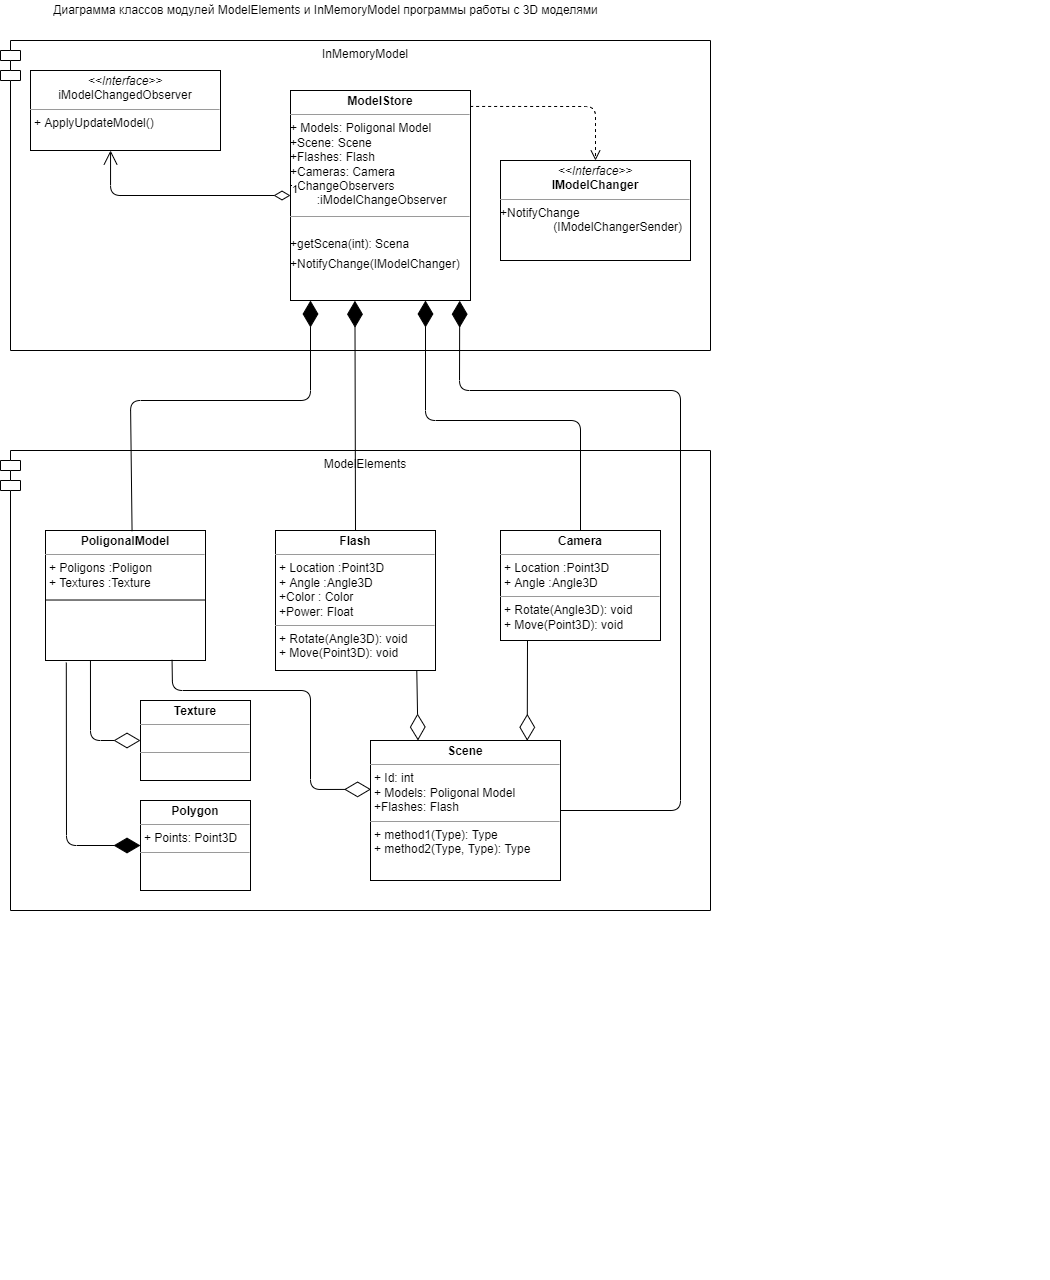 Диаграмма классов модулей ModelElements и InMemoryModel программы работы с 3D моделями
InMemoryModel
<<Interface>>
iModelChangedObserver
+ ApplyUpdateModel()
ModelStore
+ Models: Poligonal Model
+Scene: Scene
+Flashes: Flash
+Cameras: Camera
-ChangeObservers
:iModelChangeObserver
1
+getScena(int): Scena
+NotifyChange(IModelChanger)
<<Interface>>
IModelChanger
+NotifyChange
(IModelChangerSender)
ModelElements
PoligonalModel
+ Poligons :Poligon
+ Textures :Texture
Flash
+ Location :Point3D
+ Angle :Angle3D
+Color : Color
+Power: Float
+ Rotate(Angle3D): void
+ Move(Point3D): void
Camera
+ Location :Point3D
+ Angle :Angle3D
+ Rotate(Angle3D): void
+ Move(Point3D): void
Texture
Polygon
+ Points: Point3D
Scene
+ Id: int
+ Models: Poligonal Model
+Flashes: Flash
+ method1(Type): Type
+ method2(Type, Type): Type